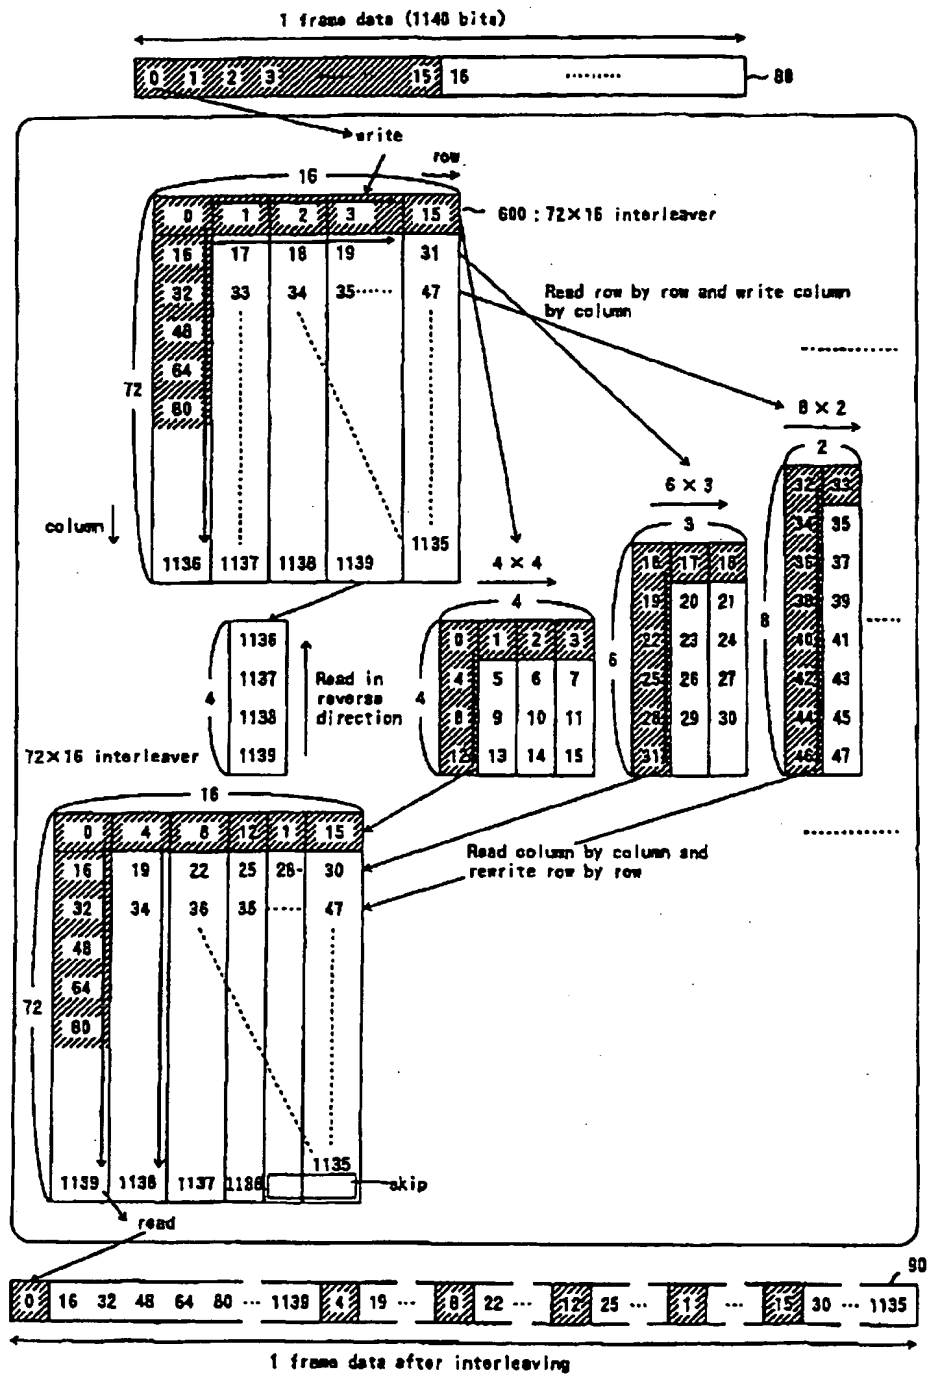 1 frame data (1140 bits)
0 1 2 3 ········ 15 16 ········ 80
write
row
16
0 1 2 3 15
600 : 72×16 interleaver
16 17 18 19 31
32 33 34 35······ 47
Read row by row and write column
by column
48
64
72
80
8 × 2
2
6 × 3
3
column
1135
1136 1137 1138 1139
4 × 4
4
32 33
34 35
36 37
38 39
40 41
42 43
44 45
46 47
8
16 17 18
19 20 21
22 23 24
25 26 27
28 29 30
31
6
0 1 2 3
4 5 6 7
8 9 10 11
12 13 14 15
4
1136
1137
1138
1139
4
Read in
reverse
direction
72×16 interleaver
16
0 4 8 12 1 15
16 19 22 25 28- 30
Read column by column and
rewrite row by row
32 34 36 38 ······ 47
48
64
72
80
1135
1139 1138 1137 1136
skip
read
90
0 16 32 48 64 80 ··· 1139 4 19 ··· 8 22 ··· 12 25 ··· 1 ··· 15 30 ··· 1135
1 frame data after interleaving